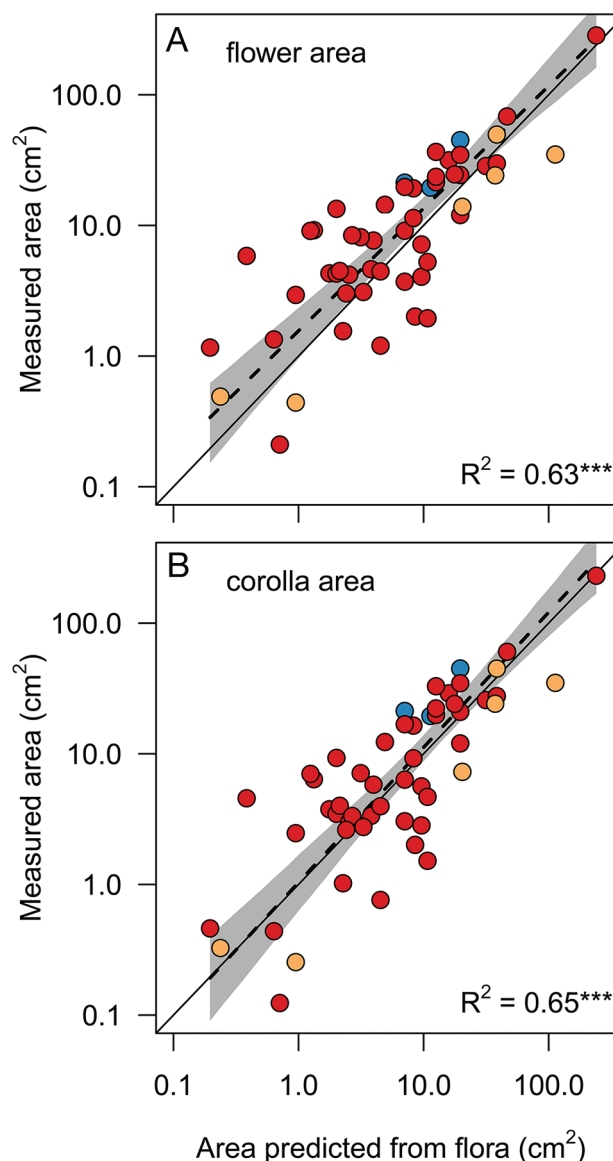 A flower area
100.0
10.0
1.0
0.1
Measured area (cm²)
R² = 0.63***
B corolla area
100.0
10.0
1.0
0.1
Measured area (cm²)
R² = 0.65***
0.1 1.0 10.0 100.0
Area predicted from flora (cm²)